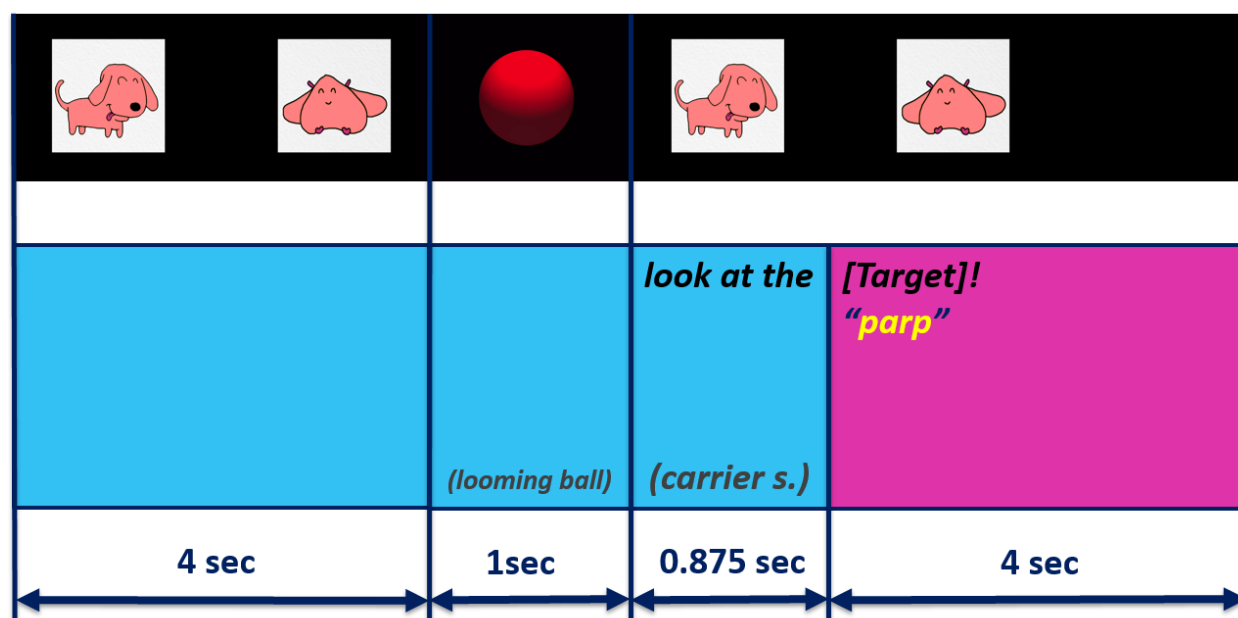 look at the
[Target]!
“parp”
(looming ball)
(carrier s.)
4 sec
1sec
0.875 sec
4 sec